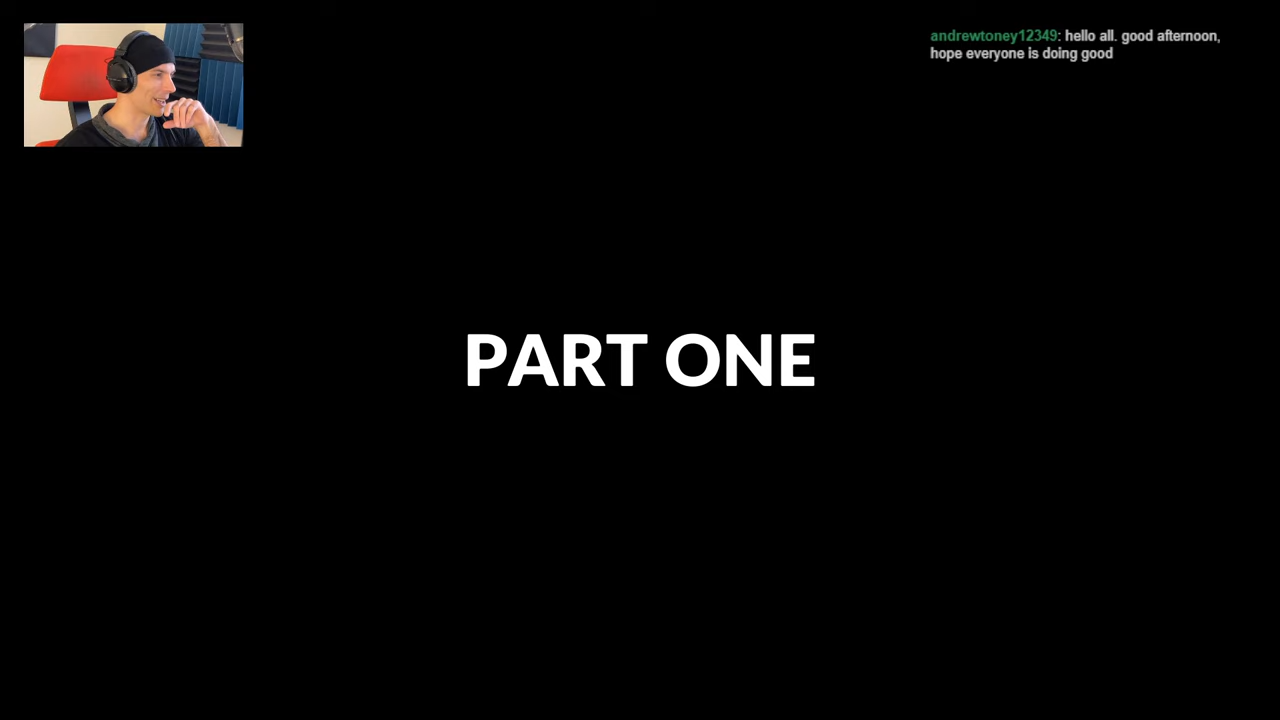 andrewtoney12349: hello all. good afternoon,
hope everyone is doing good
PART ONE